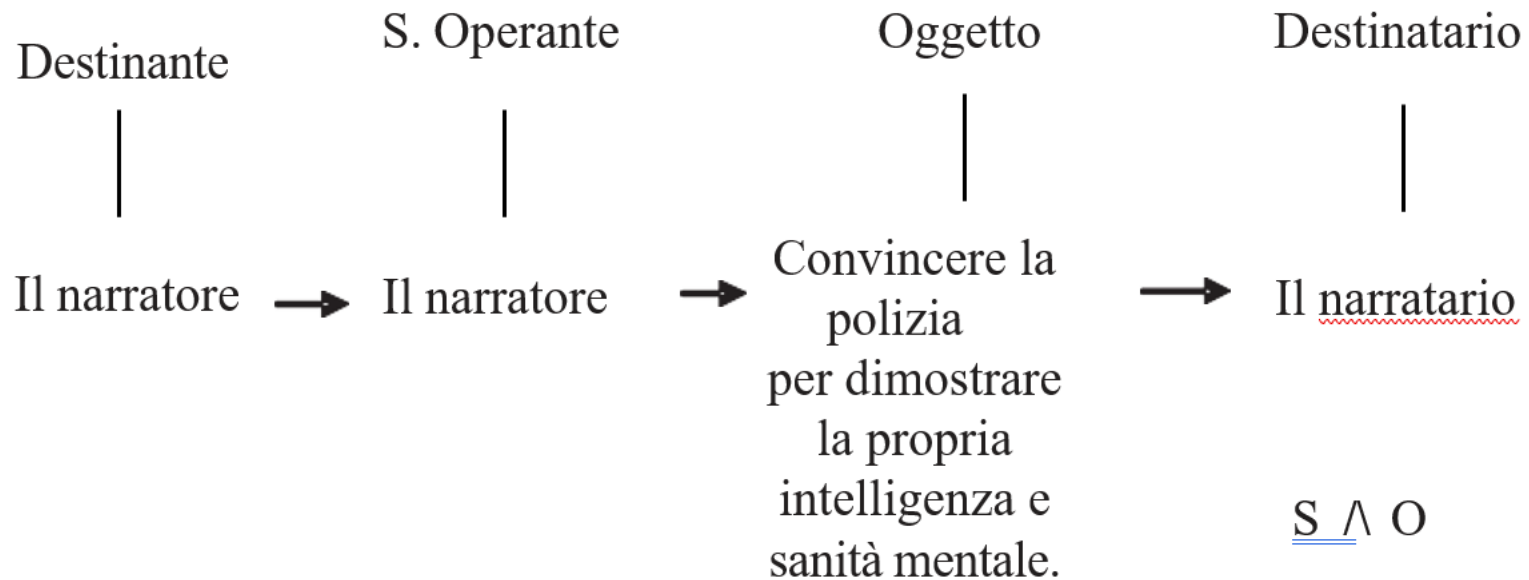 Destinante
S. Operante
Oggetto
Destinatario
Il narratore
Il narratore
Convincere la
polizia
per dimostrare
la propria
intelligenza e
sanità mentale.
Il narratario
S /\ O